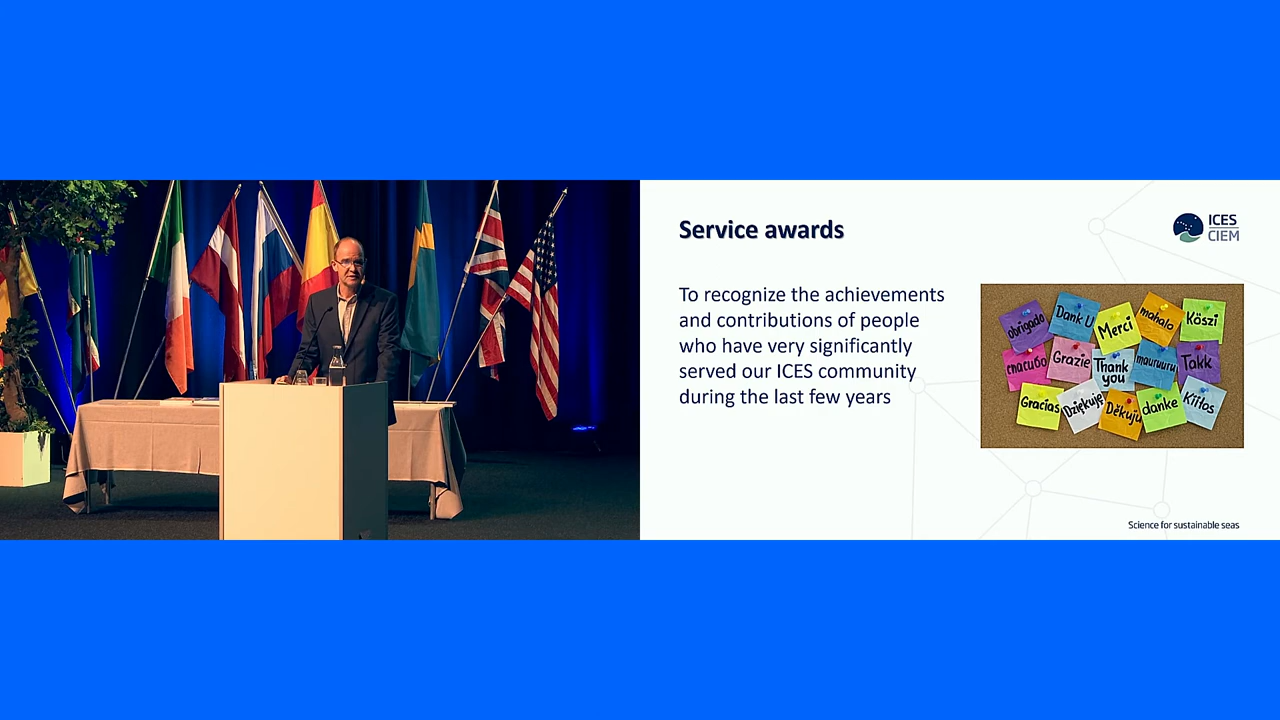 Service awards
ICES
CIEM
To recognize the achievements
and contributions of people
who have very significantly
served our ICES community
during the last few years
obrigado
Dank U
Merci
mahalo
Köszi
спасибо
Grazie
Thank
you
mauruuru
Takk
Gracias
Dziękuję
Děkuji
danke
Kiitos
Science for sustainable seas